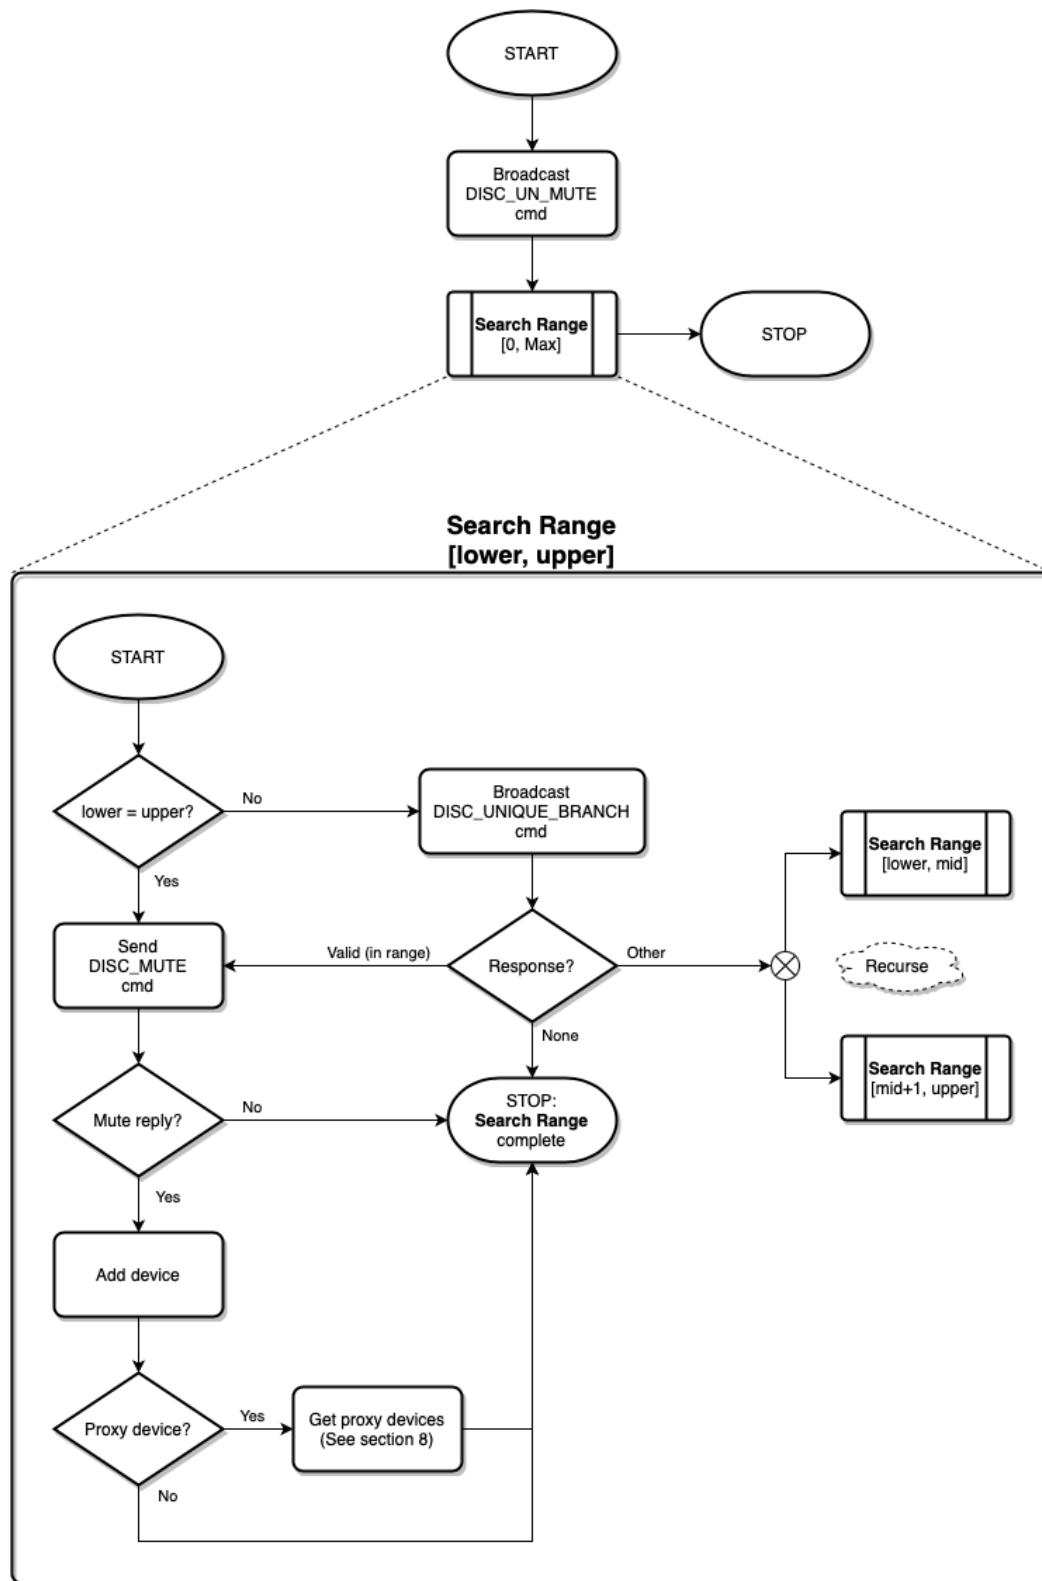 START
Broadcast
DISC_UN_MUTE
cmd
Search Range
[0, Max]
STOP
Search Range
[lower, upper]
START
lower = upper?
No
Broadcast
DISC_UNIQUE_BRANCH
cmd
Search Range
[lower, mid]
Yes
Send
DISC_MUTE
cmd
Valid (in range)
Response?
Other
Recurse
None
Search Range
[mid+1, upper]
Mute reply?
No
STOP:
Search Range
complete
Yes
Add device
Proxy device?
Yes
Get proxy devices
(See section 8)
No